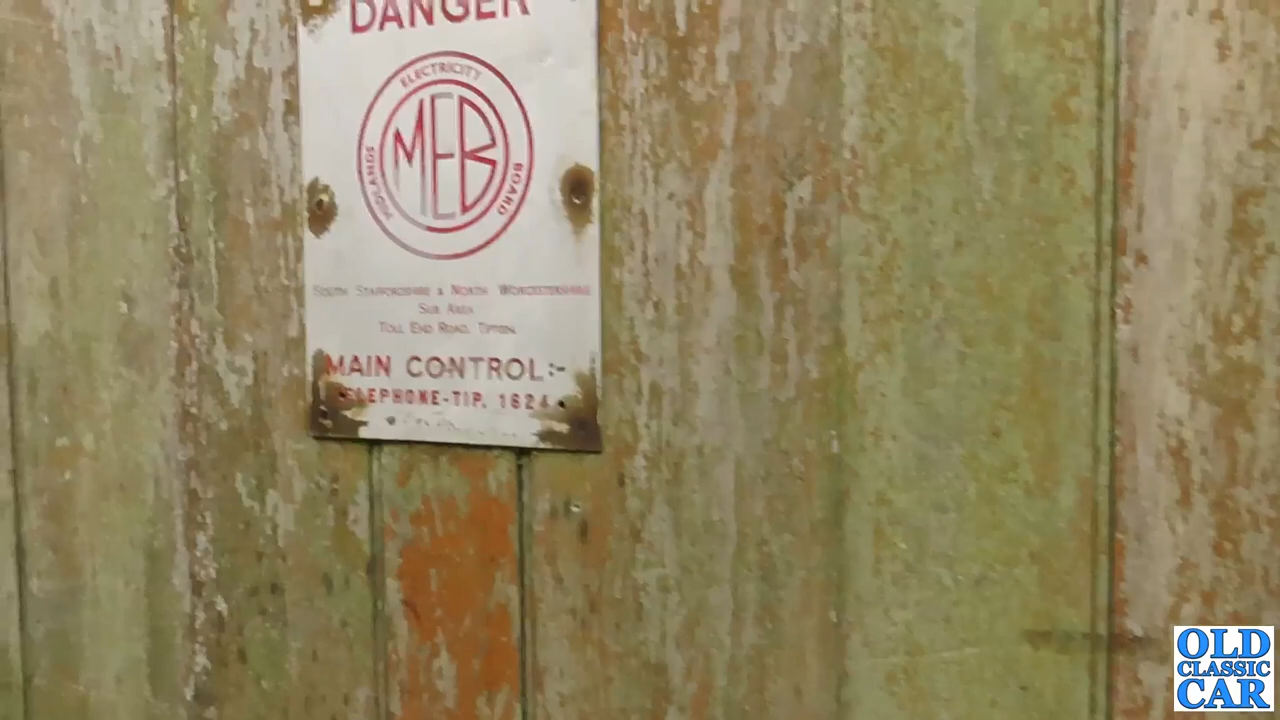 DANGER
ELECTRICITY
MIDLANDS
BOARD
MEB
SOUTH STAFFORDSHIRE & NORTH WORCESTERSHIRE
SUB AREA
TOLL END ROAD, TIPTON.
MAIN CONTROL:-
TELEPHONE-TIP. 1624
OLD
CLASSIC
CAR